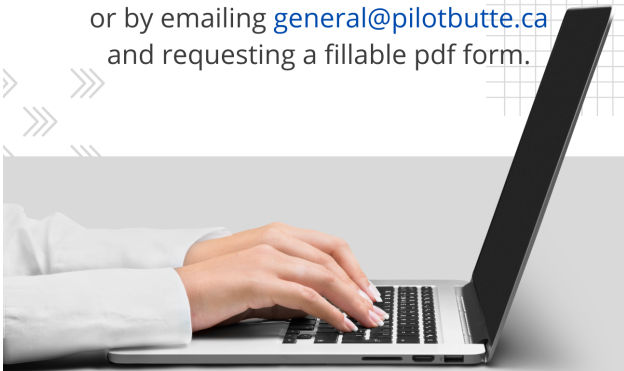 or by emailing general@pilotbutte.ca
and requesting a fillable pdf form.